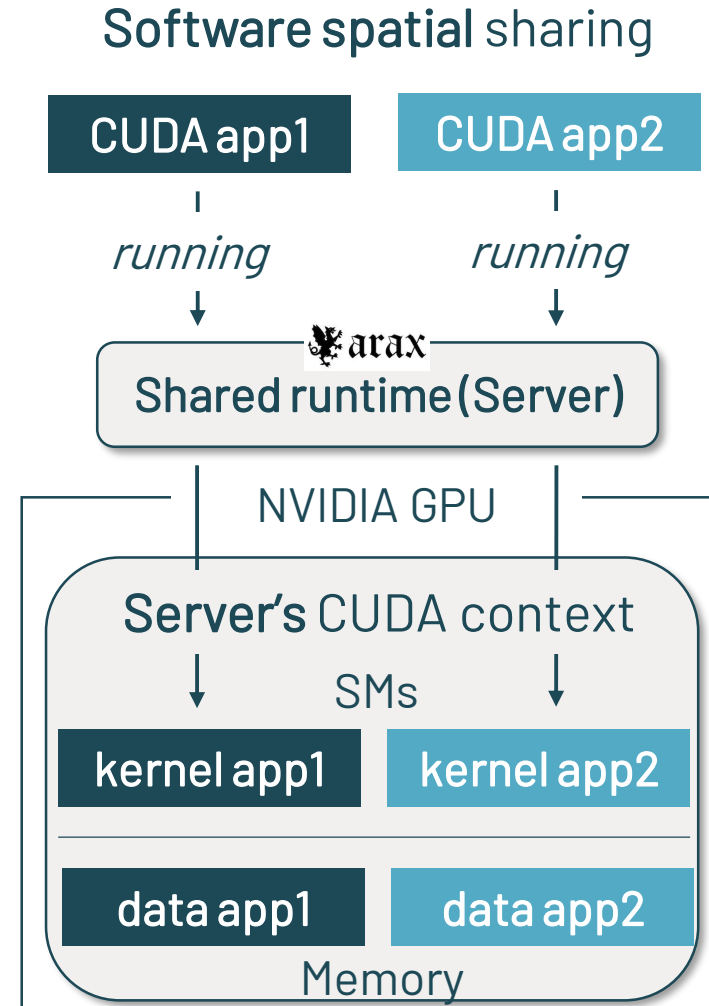 Software spatial sharing
CUDA app1 CUDA app2
running running
arax
Shared runtime (Server)
NVIDIA GPU
Server's CUDA context
SMs
kernel app1 kernel app2
data app1 data app2
Memory